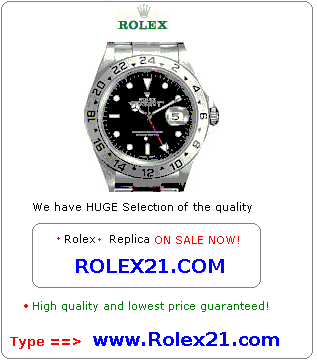 ROLEX
We have HUGE Selection of the quality
• Rolex • Replica ON SALE NOW!
ROLEX21.COM
• High quality and lowest price guaranteed!
Type ==> www.Rolex21.com